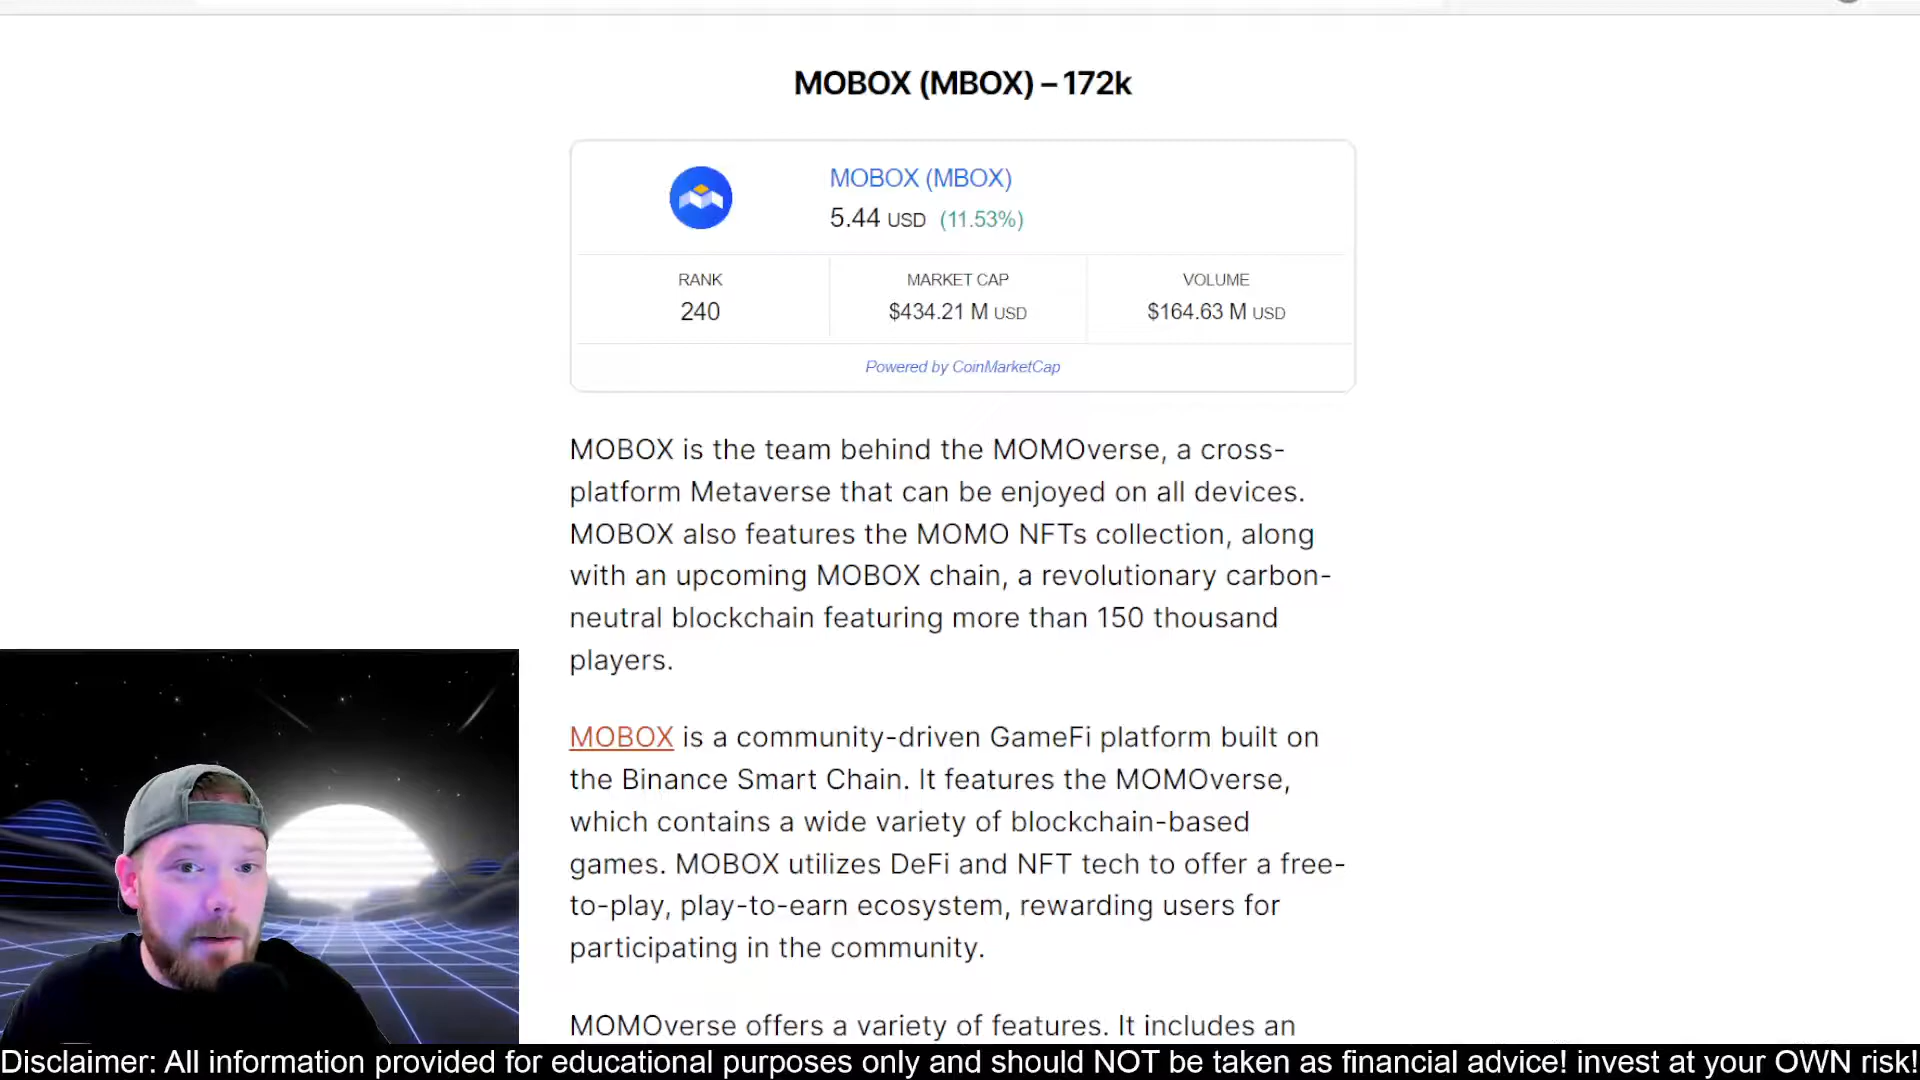 MOBOX (MBOX) – 172k
MOBOX (MBOX)
5.44 USD (11.53%)
RANK
240
MARKET CAP
$434.21 M USD
VOLUME
$164.63 M USD
Powered by CoinMarketCap
MOBOX is the team behind the MOMOverse, a cross-
platform Metaverse that can be enjoyed on all devices.
MOBOX also features the MOMO NFTs collection, along
with an upcoming MOBOX chain, a revolutionary carbon-
neutral blockchain featuring more than 150 thousand
players.
MOBOX is a community-driven GameFi platform built on
the Binance Smart Chain. It features the MOMOverse,
which contains a wide variety of blockchain-based
games. MOBOX utilizes DeFi and NFT tech to offer a free-
to-play, play-to-earn ecosystem, rewarding users for
participating in the community.
MOMOverse offers a variety of features. It includes an
Disclaimer: All information provided for educational purposes only and should NOT be taken as financial advice! invest at your OWN risk!